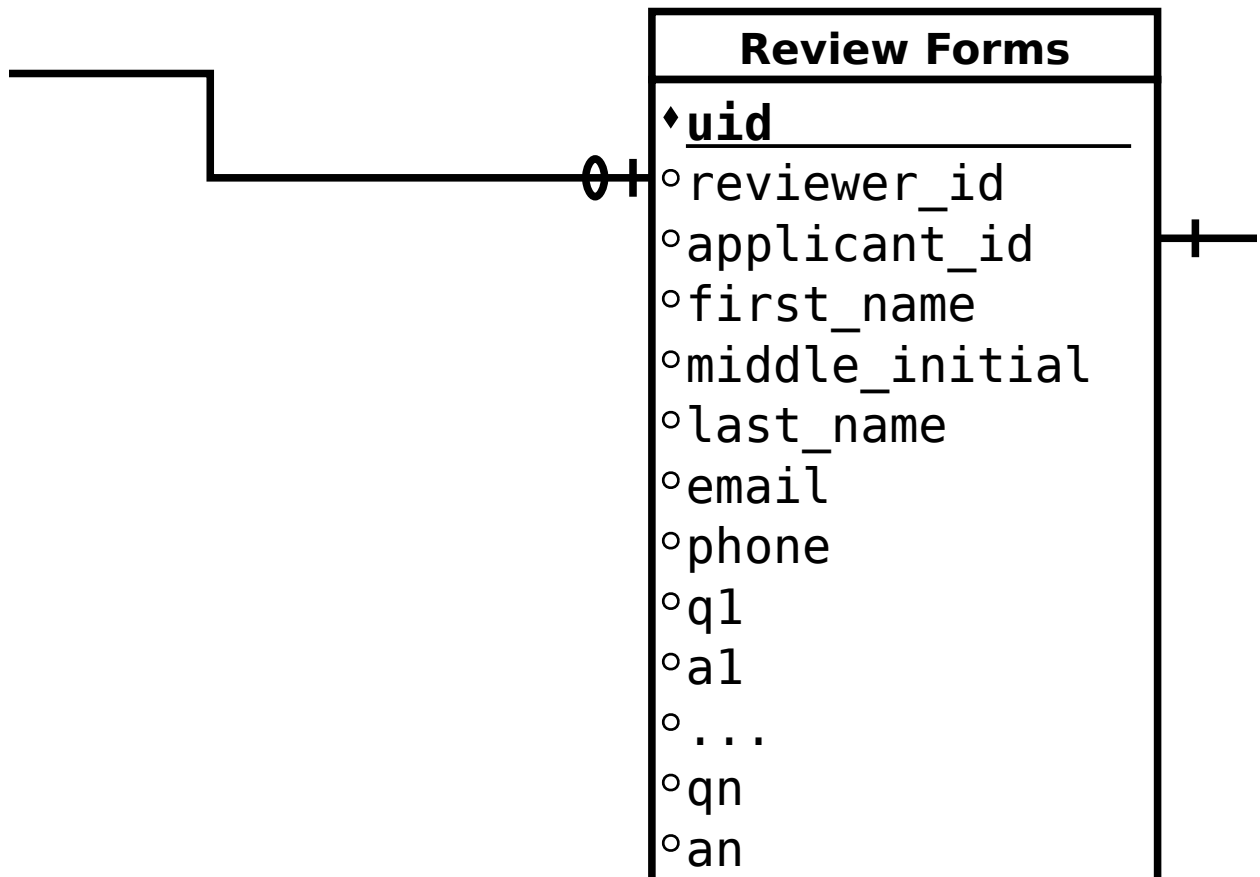 Review Forms
uid
reviewer_id
applicant_id
first_name
middle_initial
last_name
email
phone
q1
a1
...
qn
an